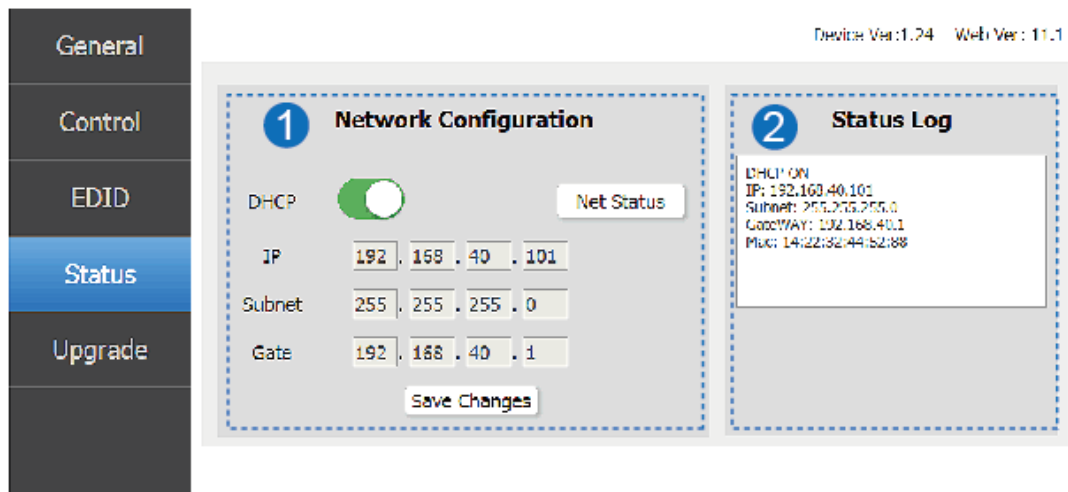 General
Control
EDID
Status
Upgrade
Device Ver:1.24 Web Ver: 11.1
1 Network Configuration
DHCP
Net Status
IP 192 . 168 . 40 . 101
Subnet 255 . 255 . 255 . 0
Gate 192 . 168 . 40 . 1
Save Changes
2 Status Log
DHCP ON
IP: 192.168.40.101
Subnet: 255.255.255.0
GateWAY: 192.168.40.1
Mac: 14:22:32:44:52:88